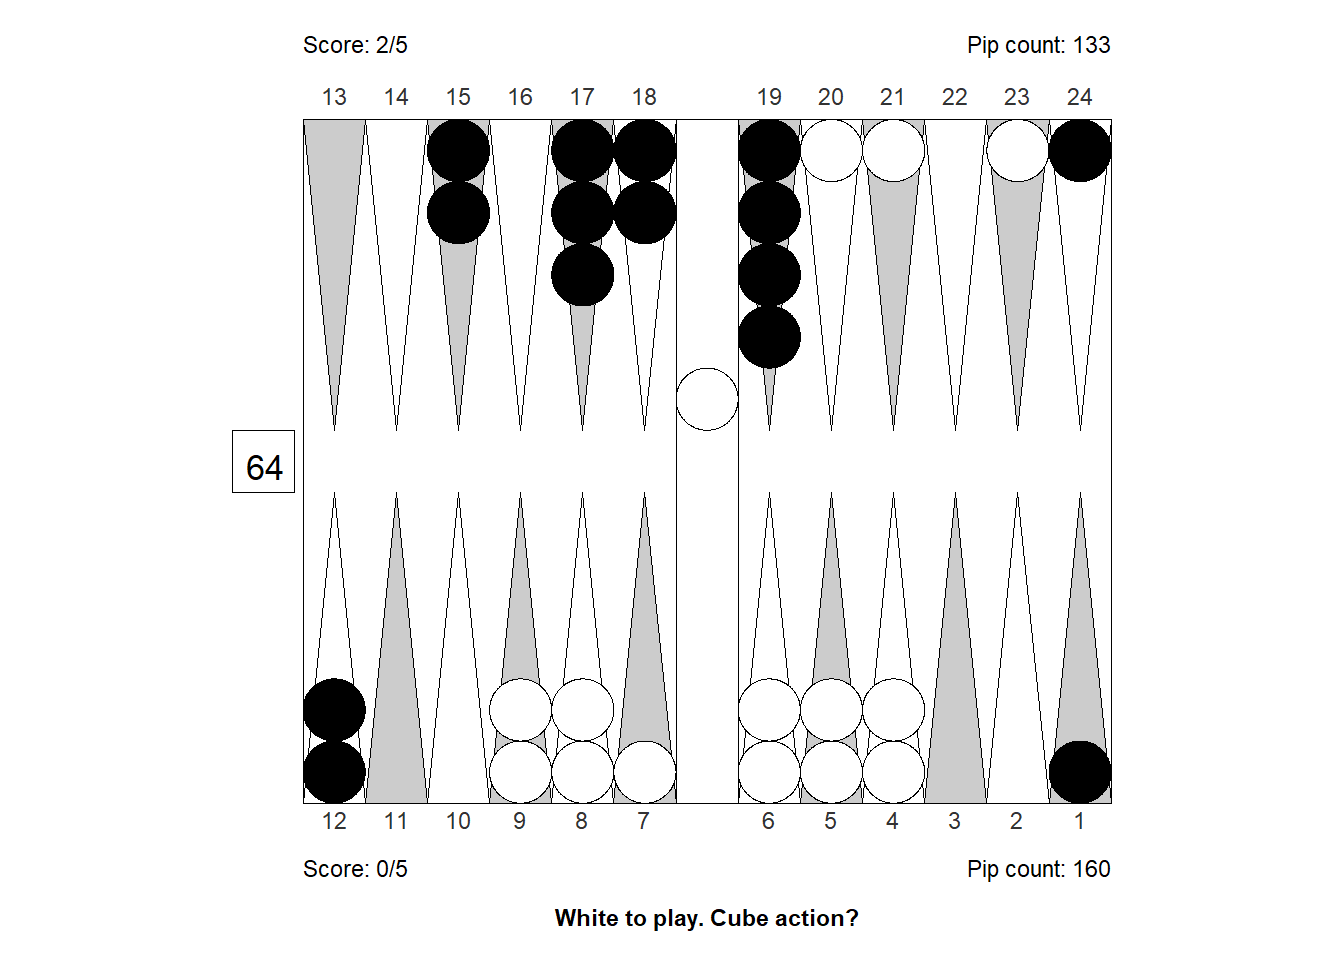 Score: 2/5 Pip count: 133
13 14 15 16 17 18 19 20 21 22 23 24
64
12 11 10 9 8 7 6 5 4 3 2 1
Score: 0/5 Pip count: 160
White to play. Cube action?